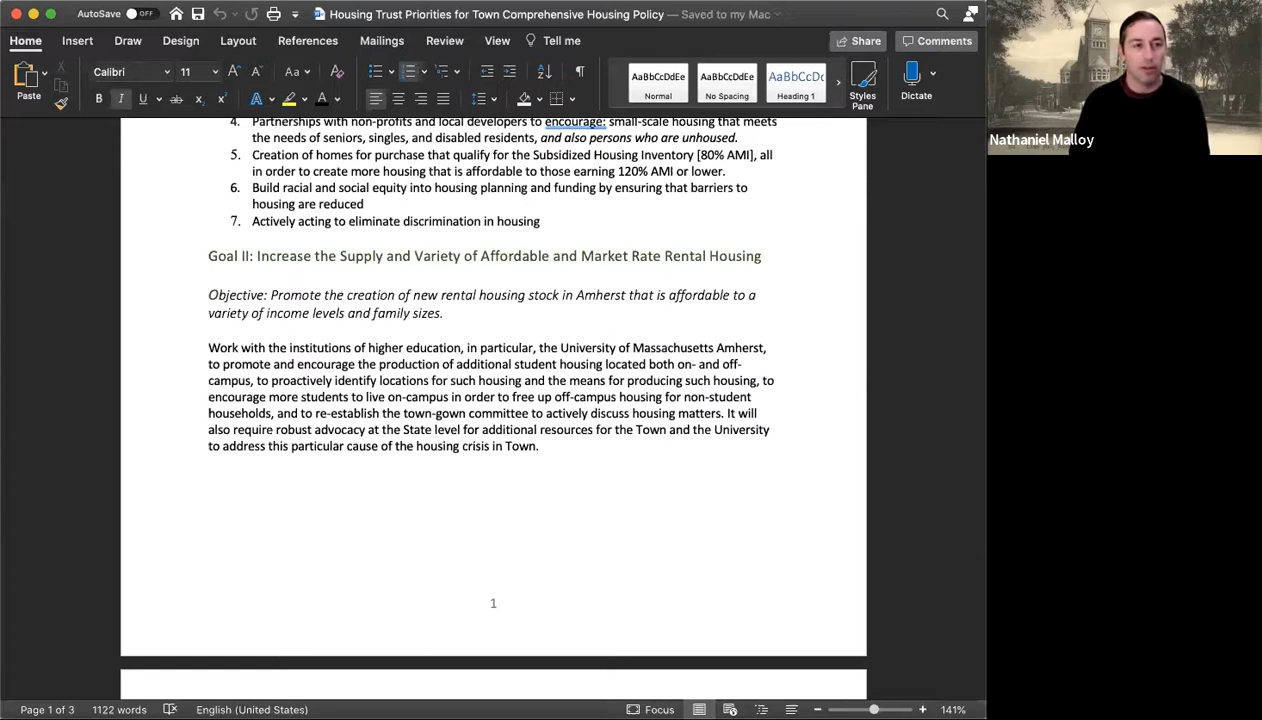 AutoSave OFF
Housing Trust Priorities for Town Comprehensive Housing Policy — Saved to my Mac
Home Insert Draw Design Layout References Mailings Review View Tell me Share Comments
Paste
Calibri 11
AaBbCcDdEe AaBbCcDdEe AaBbCcDc
Normal No Spacing Heading 1
Styles Pane
Dictate
4. Partnerships with non-profits and local developers to encourage: small-scale housing that meets
the needs of seniors, singles, and disabled residents, and also persons who are unhoused.
5. Creation of homes for purchase that qualify for the Subsidized Housing Inventory [80% AMI], all
in order to create more housing that is affordable to those earning 120% AMI or lower.
6. Build racial and social equity into housing planning and funding by ensuring that barriers to
housing are reduced
7. Actively acting to eliminate discrimination in housing
Goal II: Increase the Supply and Variety of Affordable and Market Rate Rental Housing
Objective: Promote the creation of new rental housing stock in Amherst that is affordable to a
variety of income levels and family sizes.
Work with the institutions of higher education, in particular, the University of Massachusetts Amherst,
to promote and encourage the production of additional student housing located both on- and off-
campus, to proactively identify locations for such housing and the means for producing such housing, to
encourage more students to live on-campus in order to free up off-campus housing for non-student
households, and to re-establish the town-gown committee to actively discuss housing matters. It will
also require robust advocacy at the State level for additional resources for the Town and the University
to address this particular cause of the housing crisis in Town.
1
Page 1 of 3 1122 words English (United States) Focus 141%
Nathaniel Malloy